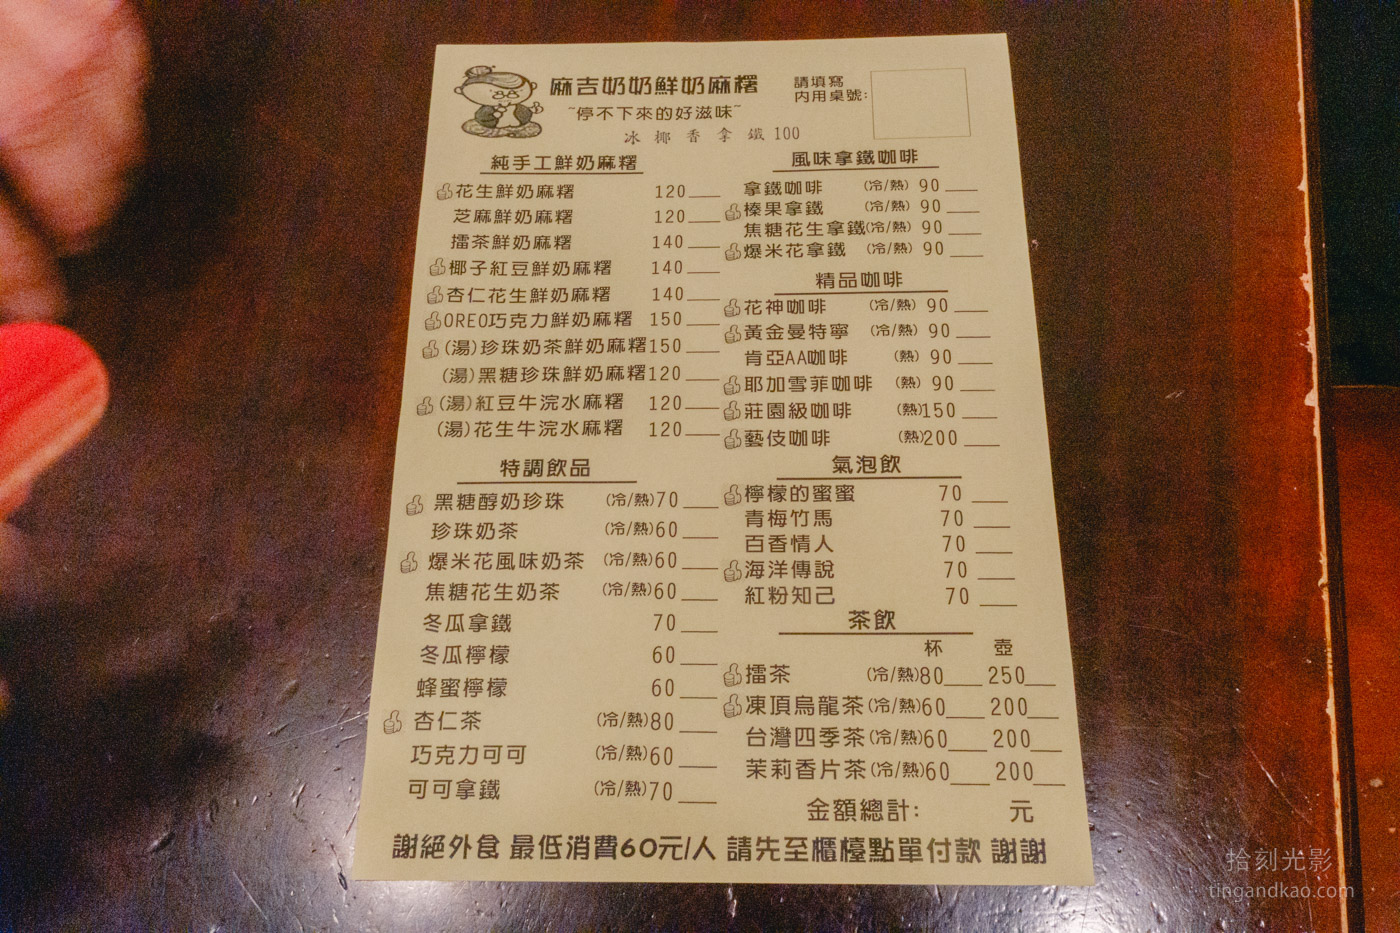 麻吉奶奶鮮奶麻糬
~停不下來的好滋味~
請填寫
內用桌號:
冰椰香拿鐵100
純手工鮮奶麻糬
花生鮮奶麻糬 120
芝麻鮮奶麻糬 120
擂茶鮮奶麻糬 140
椰子紅豆鮮奶麻糬 140
杏仁花生鮮奶麻糬 140
OREO巧克力鮮奶麻糬 150
(湯)珍珠奶茶鮮奶麻糬150
(湯)黑糖珍珠鮮奶麻糬120
(湯)紅豆牛浣水麻糬 120
(湯)花生牛浣水麻糬 120
特調飲品
黑糖醇奶珍珠 (冷/熱)70
珍珠奶茶 (冷/熱)60
爆米花風味奶茶 (冷/熱)60
焦糖花生奶茶 (冷/熱)60
冬瓜拿鐵 70
冬瓜檸檬 60
蜂蜜檸檬 60
杏仁茶 (冷/熱)80
巧克力可可 (冷/熱)60
可可拿鐵 (冷/熱)70
風味拿鐵咖啡
拿鐵咖啡 (冷/熱) 90
榛果拿鐵 (冷/熱) 90
焦糖花生拿鐵(冷/熱) 90
爆米花拿鐵 (冷/熱) 90
精品咖啡
花神咖啡 (冷/熱) 90
黃金曼特寧 (冷/熱) 90
肯亞AA咖啡 (熱) 90
耶加雪菲咖啡 (熱) 90
莊園級咖啡 (熱)150
藝伎咖啡 (熱)200
氣泡飲
檸檬的蜜蜜 70
青梅竹馬 70
百香情人 70
海洋傳說 70
紅粉知己 70
茶飲
杯 壺
擂茶 (冷/熱)80 250
凍頂烏龍茶(冷/熱)60 200
台灣四季茶(冷/熱)60 200
茉莉香片茶(冷/熱)60 200
金額總計: 元
謝絕外食 最低消費60元/人 請先至櫃檯點單付款 謝謝
拾刻光影
tingandkao.com